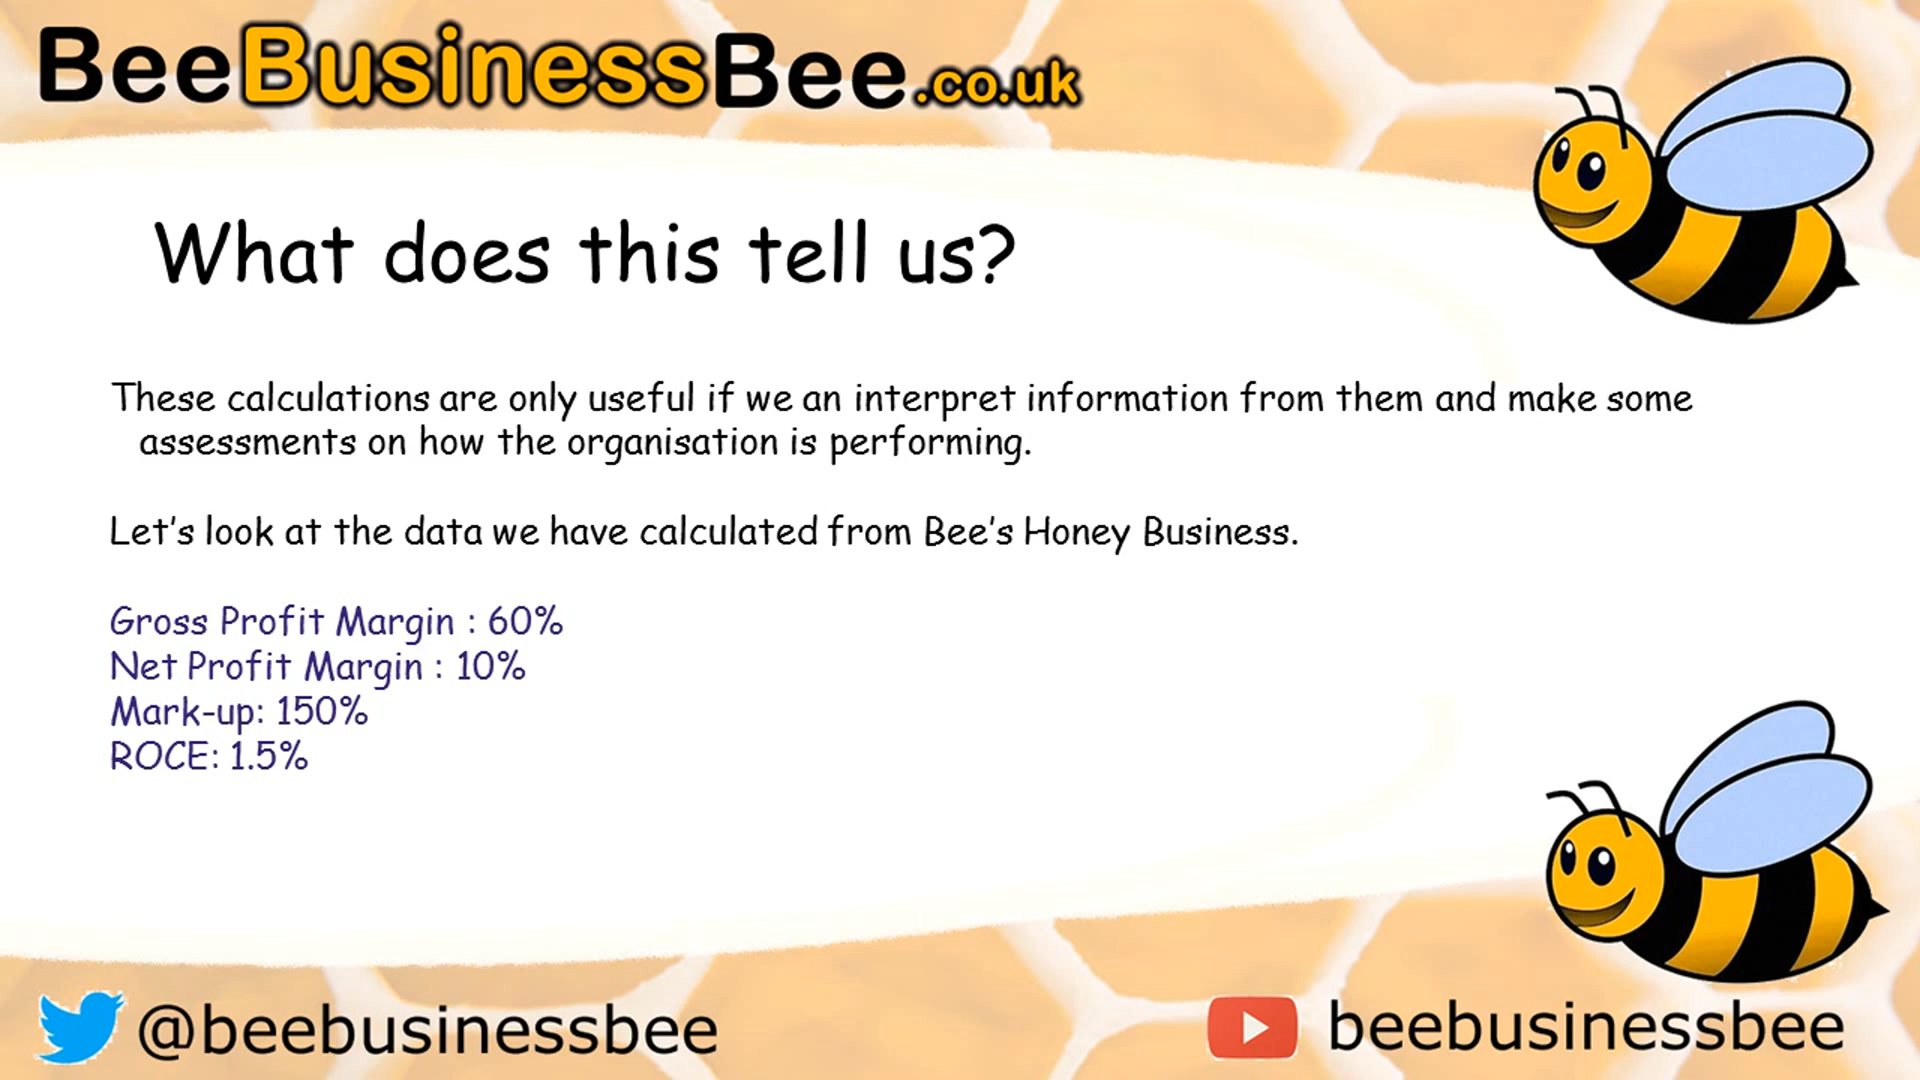 BeeBusinessBee.co.uk
What does this tell us?
These calculations are only useful if we an interpret information from them and make some
assessments on how the organisation is performing.
Let's look at the data we have calculated from Bee's Honey Business.
Gross Profit Margin : 60%
Net Profit Margin : 10%
Mark-up: 150%
ROCE: 1.5%
@beebusinessbee
beebusinessbee